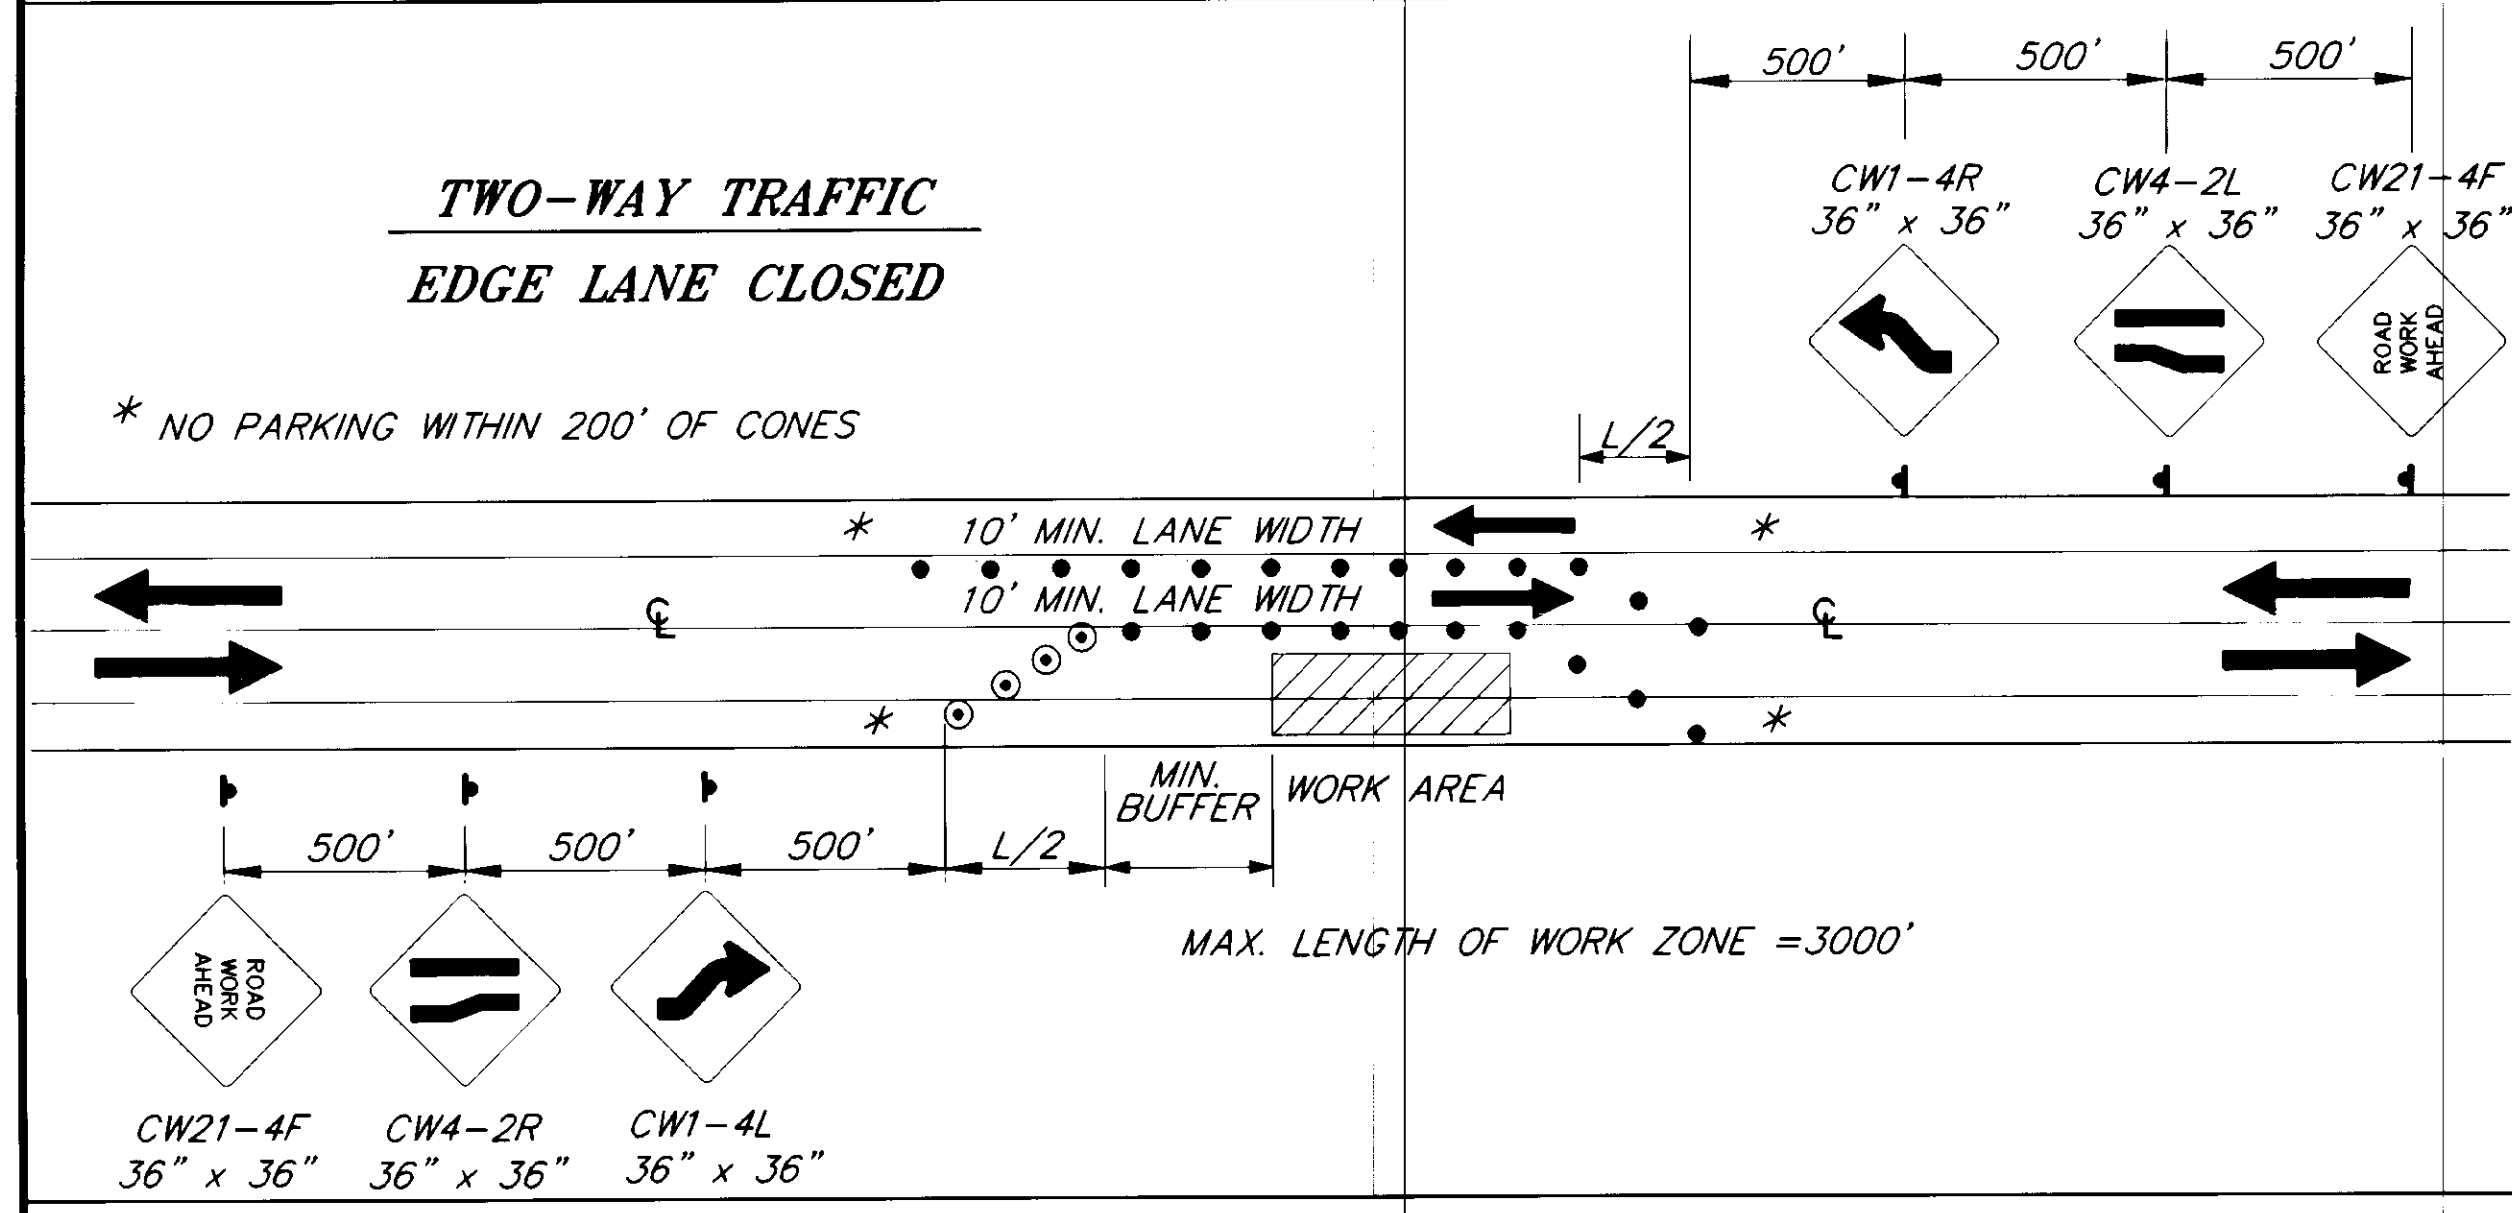 500' 500' 500'
CW1-4R CW4-2L CW21-4F
36" x 36" 36" x 36" 36" x 36"
TWO-WAY TRAFFIC
EDGE LANE CLOSED
ROAD
WORK
AHEAD
* NO PARKING WITHIN 200' OF CONES
L/2
* 10' MIN. LANE WIDTH *
10' MIN. LANE WIDTH
℄ ℄
* *
MIN.
BUFFER
WORK AREA
500' 500' 500' L/2
MAX. LENGTH OF WORK ZONE =3000'
ROAD
WORK
AHEAD
CW21-4F CW4-2R CW1-4L
36" x 36" 36" x 36" 36" x 36"